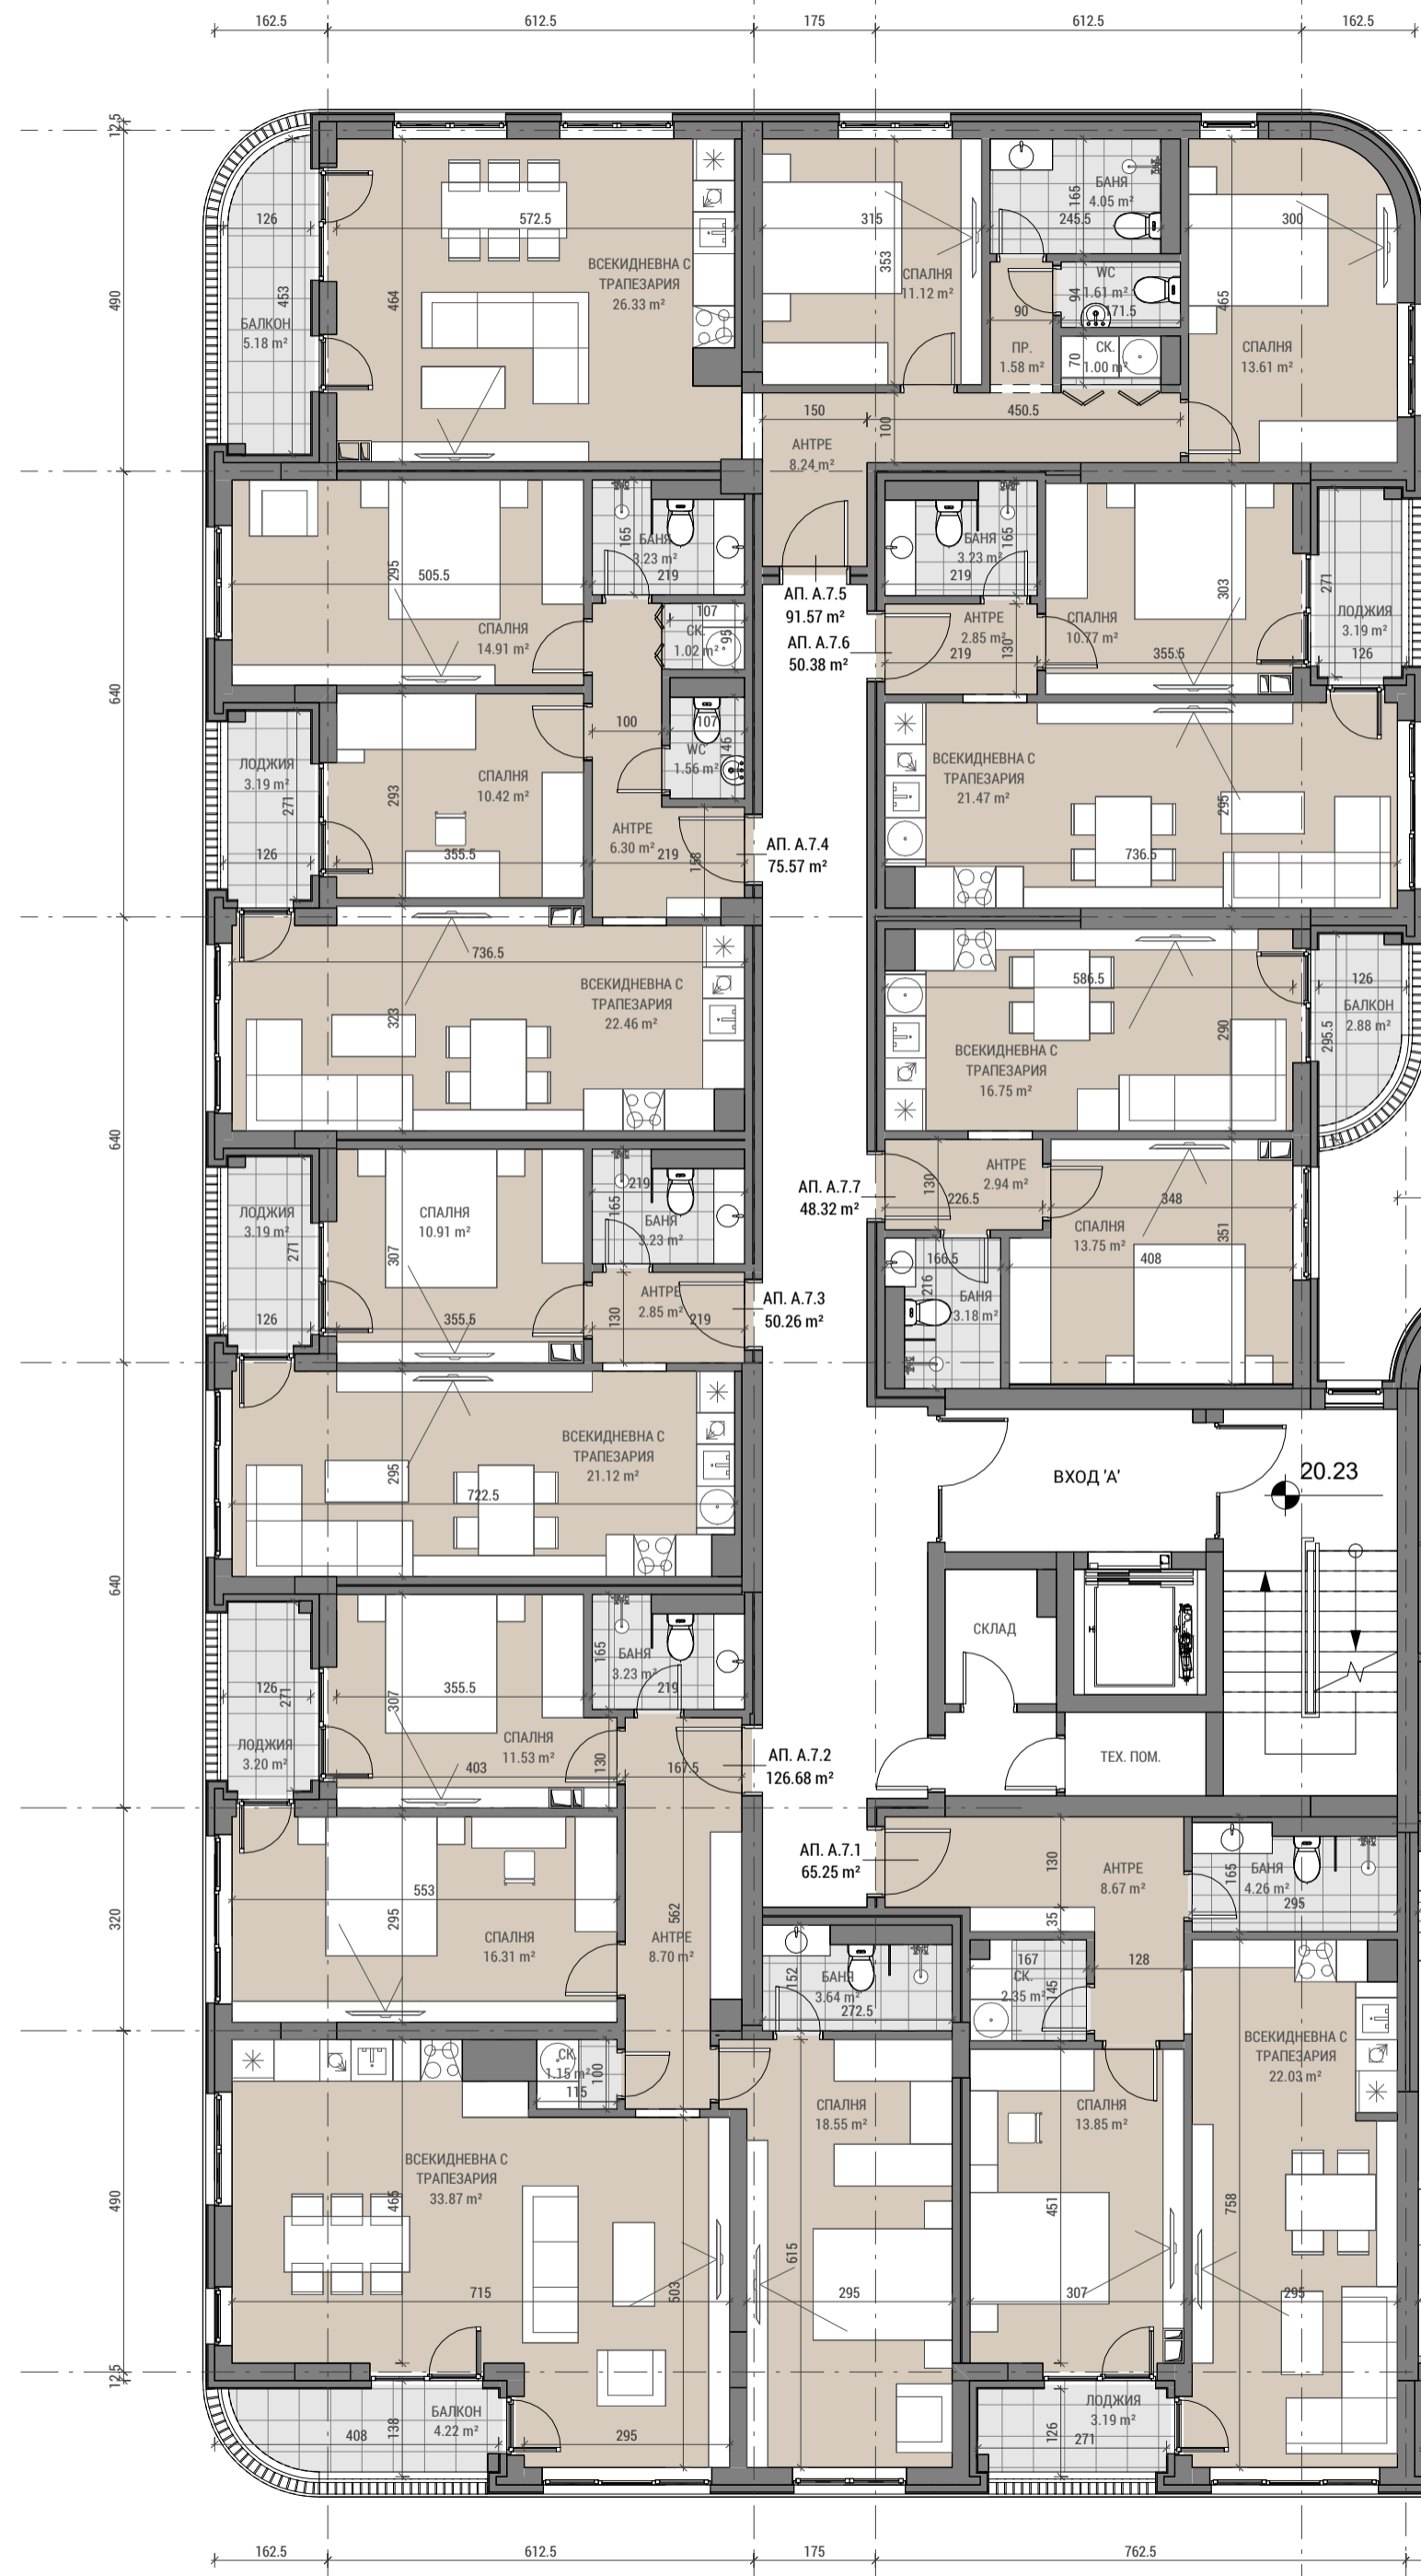 162.5
612.5
175
612.5
162.5
12.5
490
640
640
640
320
490
12.5
126
453
БАЛКОН
5.18 m²
464
572.5
ВСЕКИДНЕВНА С
ТРАПЕЗАРИЯ
26.33 m²
315
353
СПАЛНЯ
11.12 m²
165
БАНЯ
4.05 m²
245.5
WC
1.61 m²
94
171.5
90
ПР.
1.58 m²
70
СК.
1.00 m²
465
300
СПАЛНЯ
13.61 m²
150
450.5
100
АНТРЕ
8.24 m²
295
505.5
СПАЛНЯ
14.91 m²
165
БАНЯ
3.23 m²
219
107
СК.
1.02 m²
95
АП. А.7.5
91.57 m²
АП. А.7.6
50.38 m²
165
БАНЯ
3.23 m²
219
АНТРЕ
2.85 m²
130
219
СПАЛНЯ
10.77 m²
303
355.5
271
ЛОДЖИЯ
3.19 m²
126
ЛОДЖИЯ
3.19 m²
271
126
293
СПАЛНЯ
10.42 m²
355.5
100
107
WC
1.56 m²
146
АНТРЕ
6.30 m²
219
158
АП. А.7.4
75.57 m²
ВСЕКИДНЕВНА С
ТРАПЕЗАРИЯ
21.47 m²
295
736.5
736.5
323
ВСЕКИДНЕВНА С
ТРАПЕЗАРИЯ
22.46 m²
586.5
290
ВСЕКИДНЕВНА С
ТРАПЕЗАРИЯ
16.75 m²
126
БАЛКОН
2.88 m²
295.5
ЛОДЖИЯ
3.19 m²
271
126
СПАЛНЯ
10.91 m²
307
355.5
219
165
БАНЯ
3.23 m²
АНТРЕ
2.85 m²
130
219
АП. А.7.7
48.32 m²
АП. А.7.3
50.26 m²
130
АНТРЕ
2.94 m²
226.5
348
СПАЛНЯ
13.75 m²
351
408
166.5
216
БАНЯ
3.18 m²
ВСЕКИДНЕВНА С
ТРАПЕЗАРИЯ
21.12 m²
295
722.5
ВХОД 'А'
20.23
СКЛАД
ТЕХ. ПОМ.
126
271
ЛОДЖИЯ
3.20 m²
307
355.5
СПАЛНЯ
11.53 m²
403
165
БАНЯ
3.23 m²
219
130
167.5
АП. А.7.2
126.68 m²
АП. А.7.1
65.25 m²
553
295
СПАЛНЯ
16.31 m²
562
АНТРЕ
8.70 m²
152
БАНЯ
3.64 m²
272.5
130
АНТРЕ
8.67 m²
35
165
БАНЯ
4.26 m²
295
167
СК.
2.35 m²
145
128
СК.
1.15 m²
100
115
ВСЕКИДНЕВНА С
ТРАПЕЗАРИЯ
33.87 m²
465
715
503
СПАЛНЯ
18.55 m²
615
295
СПАЛНЯ
13.85 m²
451
307
ВСЕКИДНЕВНА С
ТРАПЕЗАРИЯ
22.03 m²
758
295
408
138
БАЛКОН
4.22 m²
295
ЛОДЖИЯ
3.19 m²
126
271
162.5
612.5
175
762.5